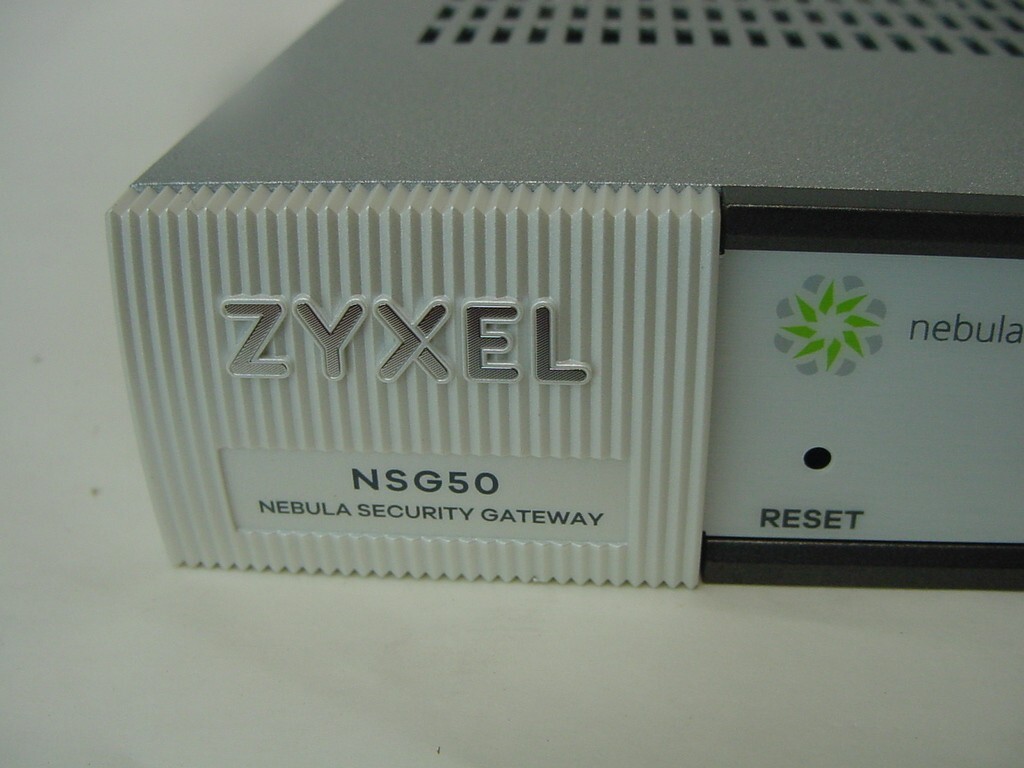 ZYXEL
NSG50
NEBULA SECURITY GATEWAY
nebula
RESET